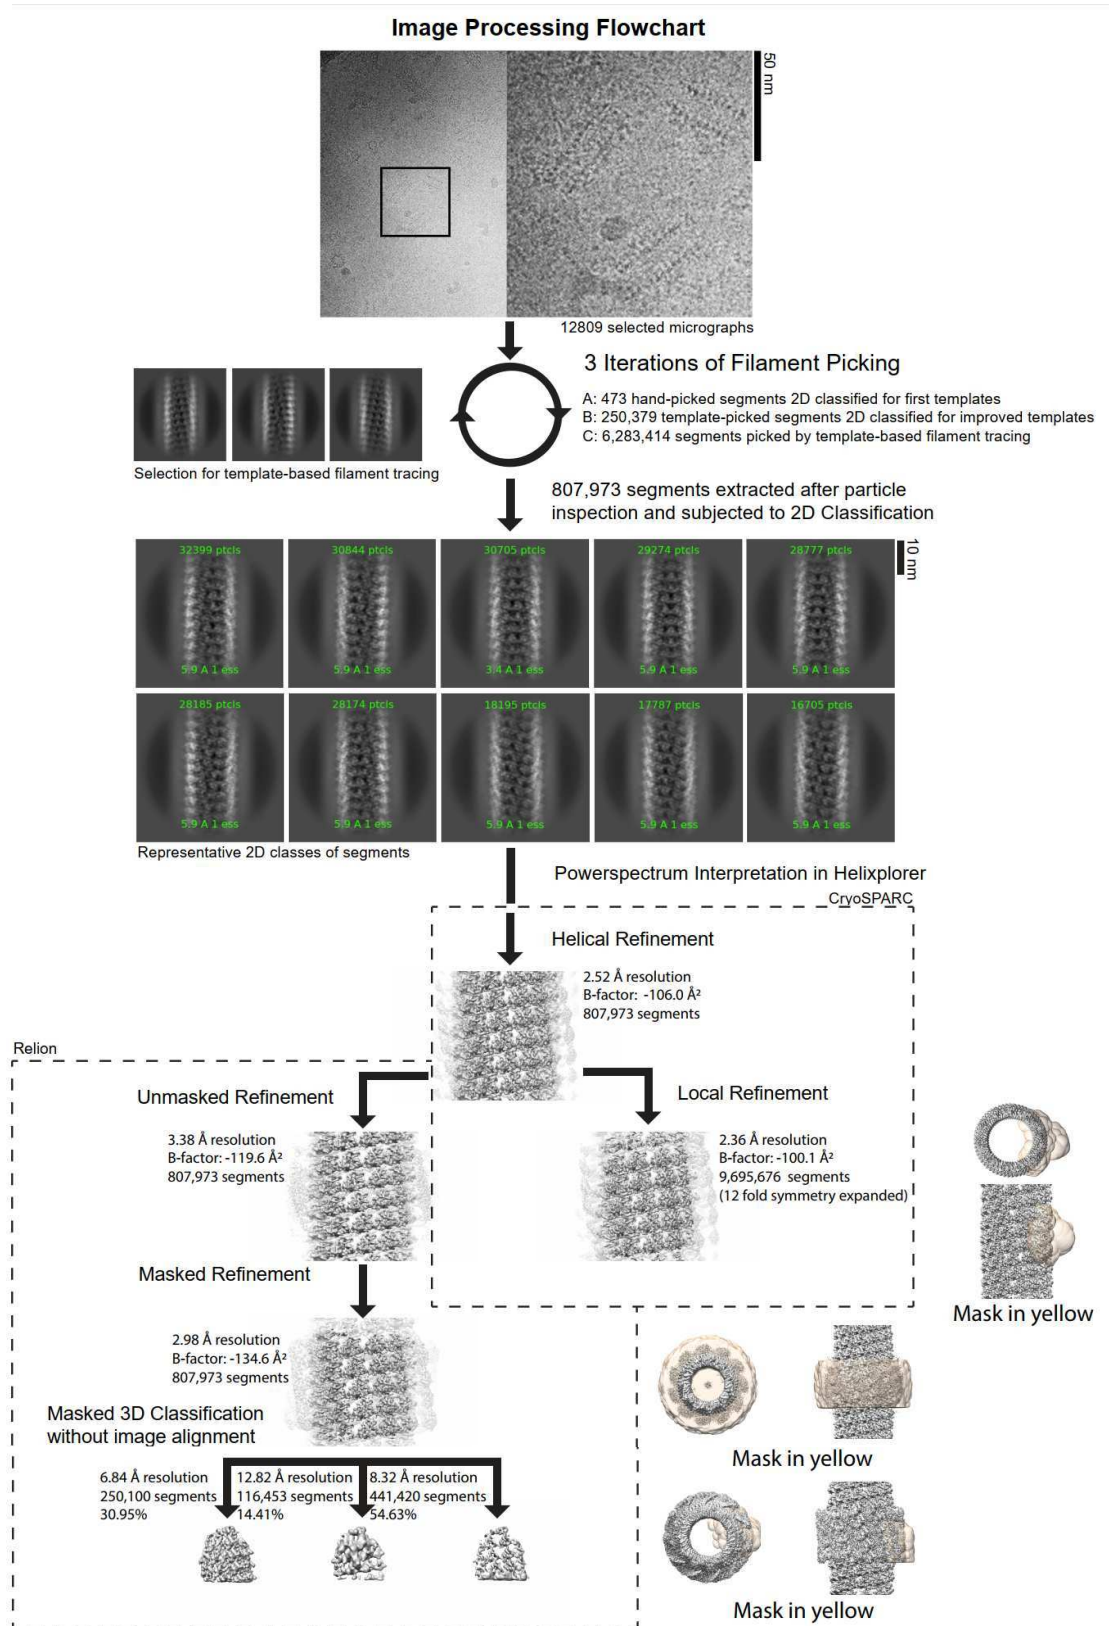 Image Processing Flowchart
50 nm
12809 selected micrographs
3 Iterations of Filament Picking
A: 473 hand-picked segments 2D classified for first templates
B: 250,379 template-picked segments 2D classified for improved templates
C: 6,283,414 segments picked by template-based filament tracing
Selection for template-based filament tracing
807,973 segments extracted after particle
inspection and subjected to 2D Classification
10 nm
32399 ptcls
30844 ptcls
30705 ptcls
29274 ptcls
28777 ptcls
5.9 A 1 ess
5.9 A 1 ess
3.4 A 1 ess
5.9 A 1 ess
5.9 A 1 ess
28185 ptcls
28174 ptcls
18195 ptcls
17787 ptcls
16705 ptcls
5.9 A 1 ess
5.9 A 1 ess
5.9 A 1 ess
5.9 A 1 ess
5.9 A 1 ess
Representative 2D classes of segments
Powerspectrum Interpretation in Helixplorer
CryoSPARC
Helical Refinement
2.52 Å resolution
B-factor: -106.0 Å²
807,973 segments
Relion
Unmasked Refinement
3.38 Å resolution
B-factor: -119.6 Å²
807,973 segments
Local Refinement
2.36 Å resolution
B-factor: -100.1 Å²
9,695,676 segments
(12 fold symmetry expanded)
Mask in yellow
Masked Refinement
2.98 Å resolution
B-factor: -134.6 Å²
807,973 segments
Mask in yellow
Masked 3D Classification
without image alignment
6.84 Å resolution
250,100 segments
30.95%
12.82 Å resolution
116,453 segments
14.41%
8.32 Å resolution
441,420 segments
54.63%
Mask in yellow